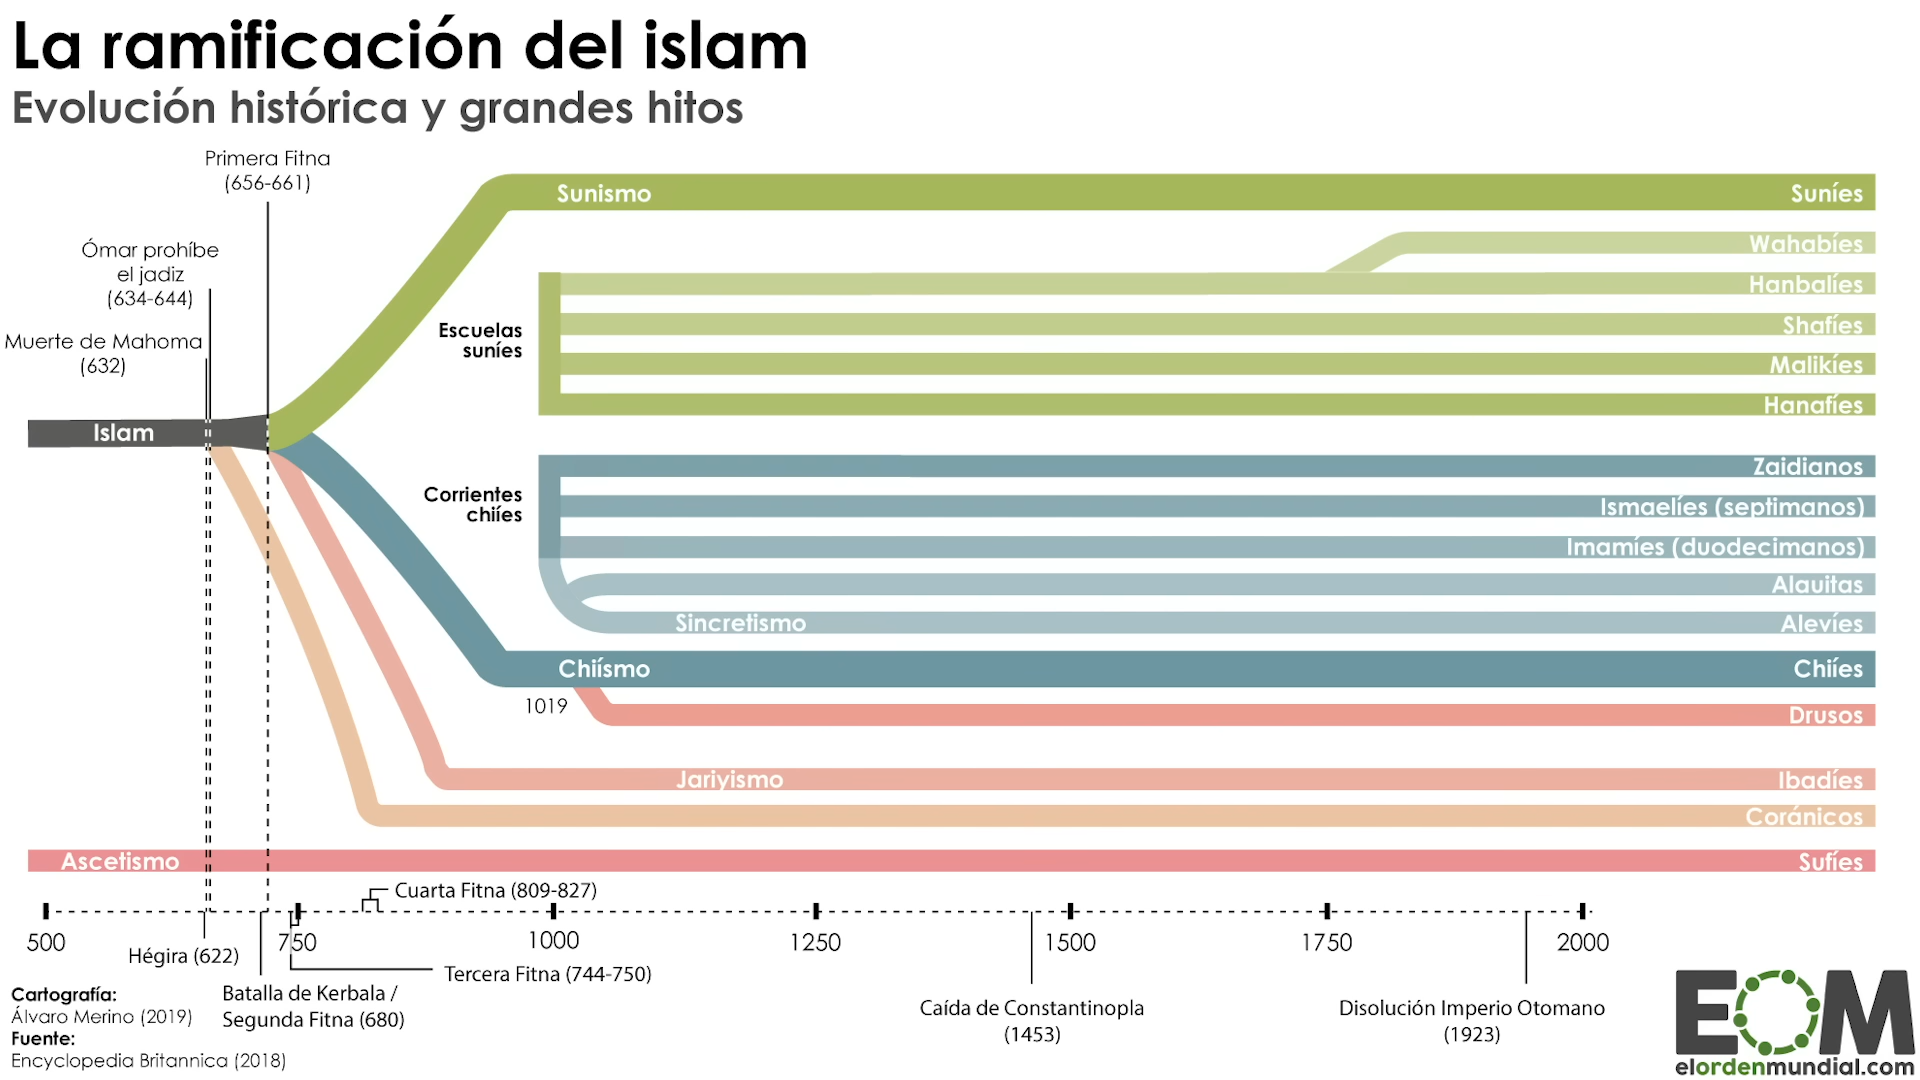 La ramificación del islam
Evolución histórica y grandes hitos
Primera Fitna
(656-661)
Ómar prohíbe
el jadiz
(634-644)
Muerte de Mahoma
(632)
Islam
Sunismo
Suníes
Wahabíes
Escuelas
suníes
Hanbalíes
Shafíes
Malikíes
Hanafíes
Corrientes
chiíes
Zaidianos
Ismaelíes (septimanos)
Imamíes (duodecimanos)
Alauitas
Sincretismo
Alevíes
Chiísmo
Chiíes
1019
Drusos
Jariyismo
Ibadíes
Coránicos
Ascetismo
Sufíes
Cuarta Fitna (809-827)
500
750
1000
1250
1500
1750
2000
Hégira (622)
Tercera Fitna (744-750)
Batalla de Kerbala /
Segunda Fitna (680)
Caída de Constantinopla
(1453)
Disolución Imperio Otomano
(1923)
Cartografía:
Álvaro Merino (2019)
Fuente:
Encyclopedia Britannica (2018)
EOM
elordenmundial.com